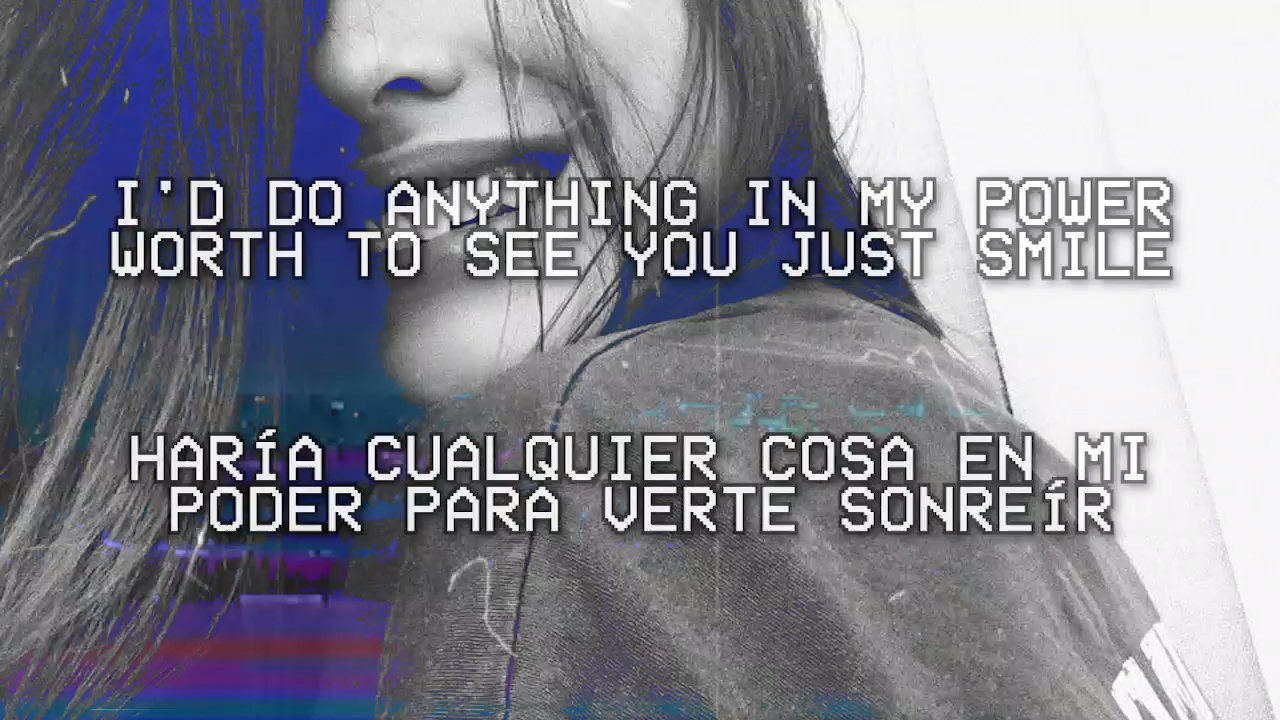 I'D DO ANYTHING IN MY POWER
WORTH TO SEE YOU JUST SMILE
HARÍA CUALQUIER COSA EN MI
PODER PARA VERTE SONREÍR